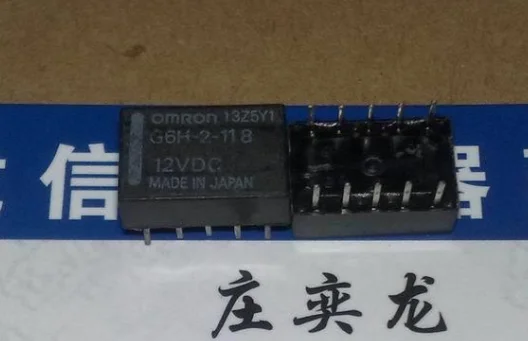 omron 13Z5Y1
G6H-2-118
12VDC
MADE IN JAPAN
信 器
庄奕龙